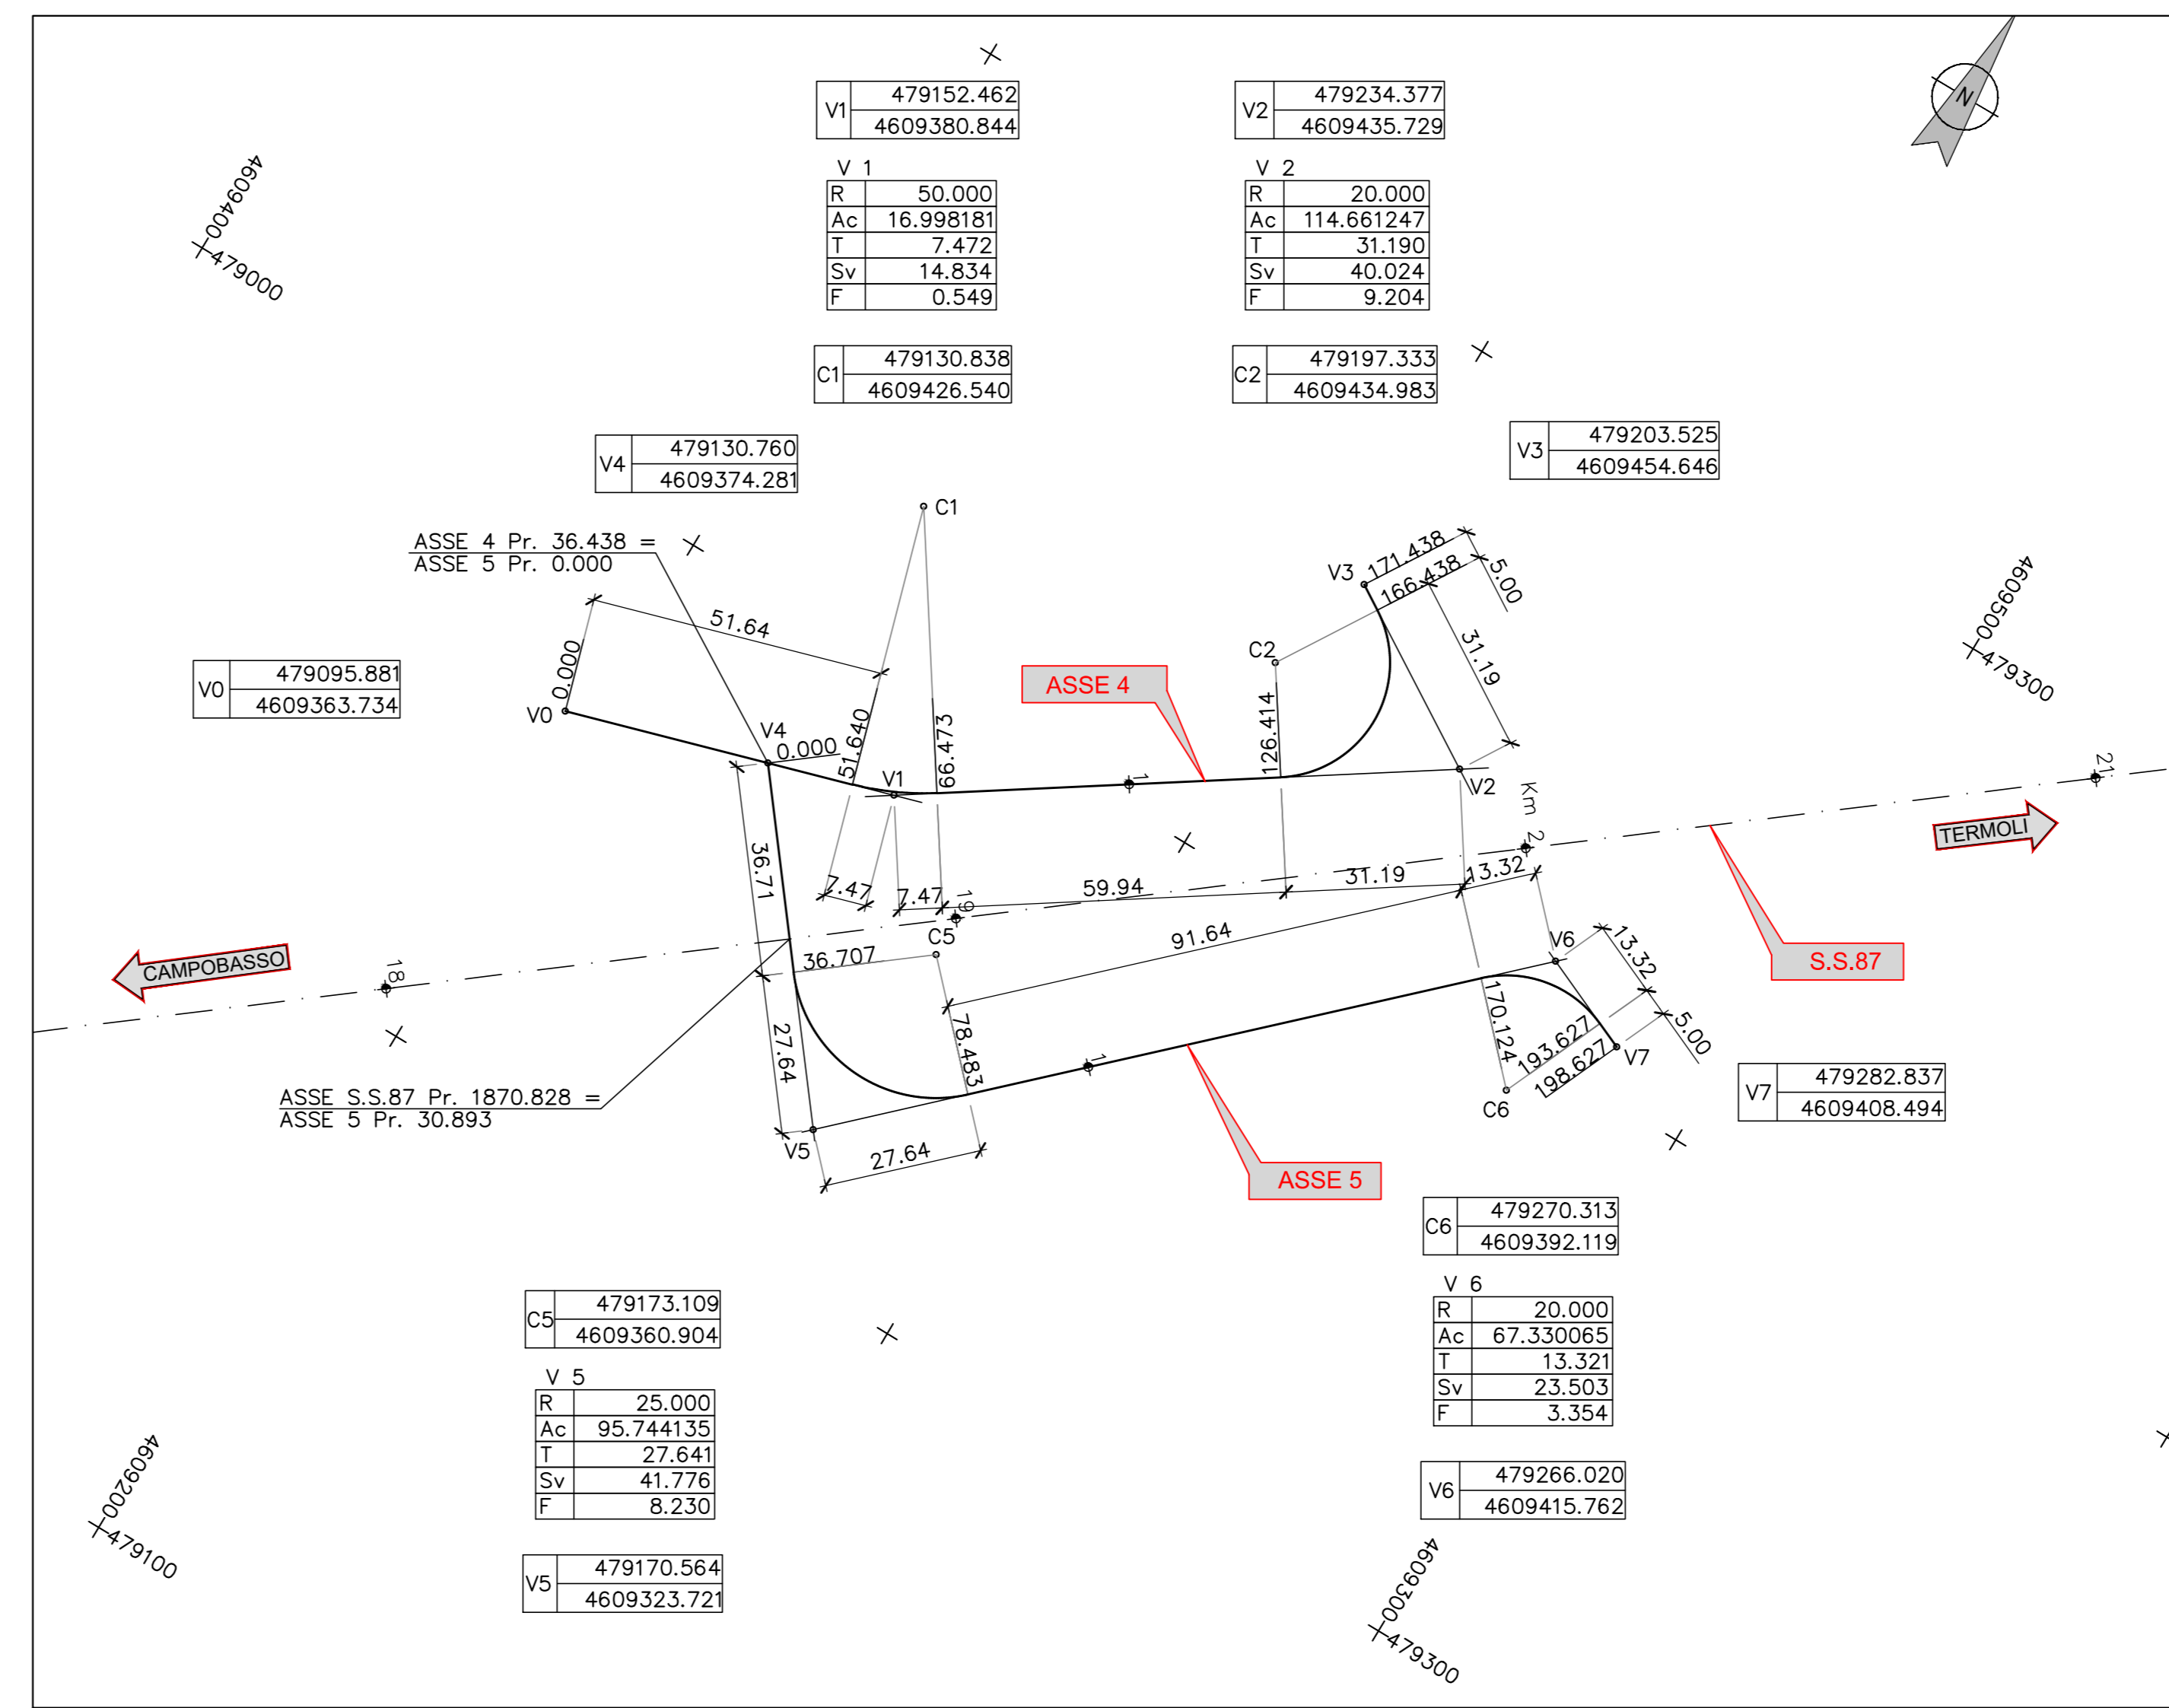 N
V1 479152.462
4609380.844
V 1
R 50.000
Ac 16.998181
T 7.472
Sv 14.834
F 0.549
C1 479130.838
4609426.540
V2 479234.377
4609435.729
V 2
R 20.000
Ac 114.661247
T 31.190
Sv 40.024
F 9.204
C2 479197.333
4609434.983
4609400
479000
V4 479130.760
4609374.281
V3 479203.525
4609454.646
ASSE 4 Pr. 36.438 =
ASSE 5 Pr. 0.000
C1
51.64
0.000
V0 479095.881
4609363.734
V0
V4
0.000
51.640
V1
66.473
ASSE 4
1
C2
126.414
V3
171.438
166.438
5.00
31.19
V2
4609500
479300
Km 2
21
TERMOLI
S.S.87
36.71
7.47
7.47
59.94
31.19
13.32
19
C5
91.64
36.707
CAMPOBASSO
18
27.64
78.483
V6
13.32
5.00
170.124
193.627
198.627
V7
C6
1
V7 479282.837
4609408.494
ASSE S.S.87 Pr. 1870.828 =
ASSE 5 Pr. 30.893
V5
27.64
ASSE 5
C6 479270.313
4609392.119
V 6
R 20.000
Ac 67.330065
T 13.321
Sv 23.503
F 3.354
V6 479266.020
4609415.762
C5 479173.109
4609360.904
V 5
R 25.000
Ac 95.744135
T 27.641
Sv 41.776
F 8.230
V5 479170.564
4609323.721
4609200
479100
4609300
479300